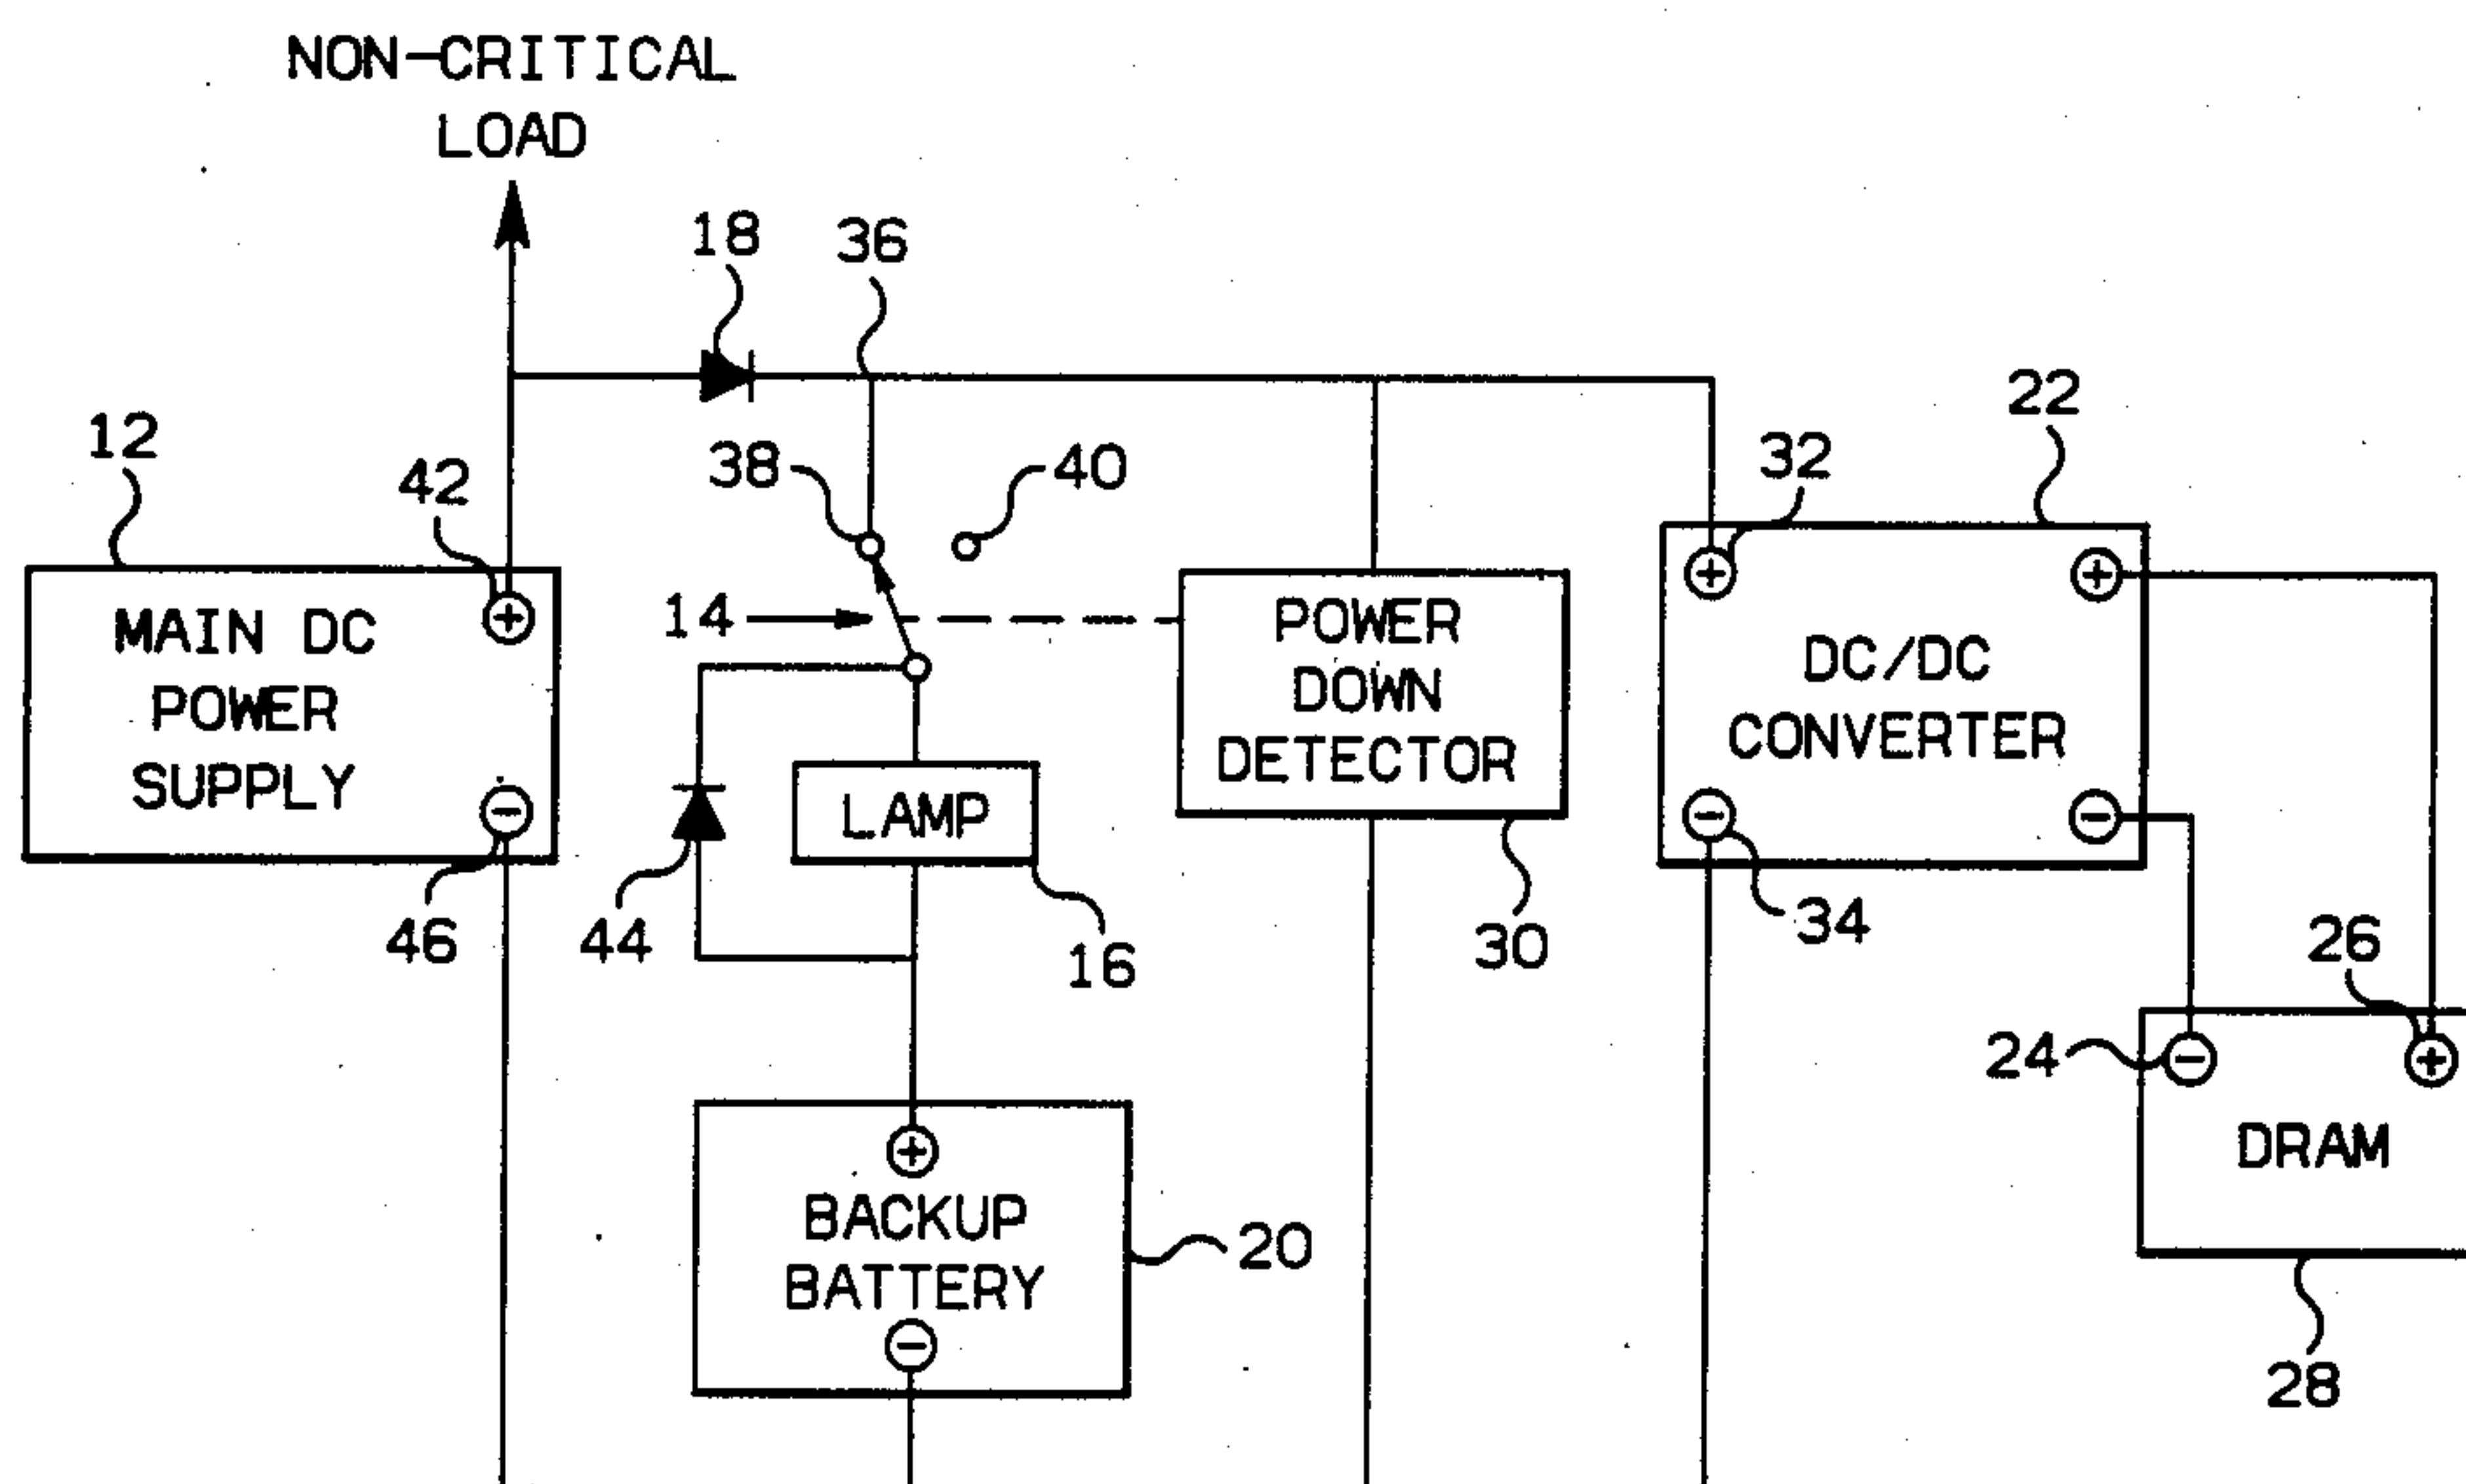 NON-CRITICAL
LOAD
18
36
12
42
38
40
32
22
14
MAIN DC
POWER
SUPPLY
POWER
DOWN
DETECTOR
DC/DC
CONVERTER
LAMP
46
44
16
30
34
26
24
DRAM
BACKUP
BATTERY
20
28